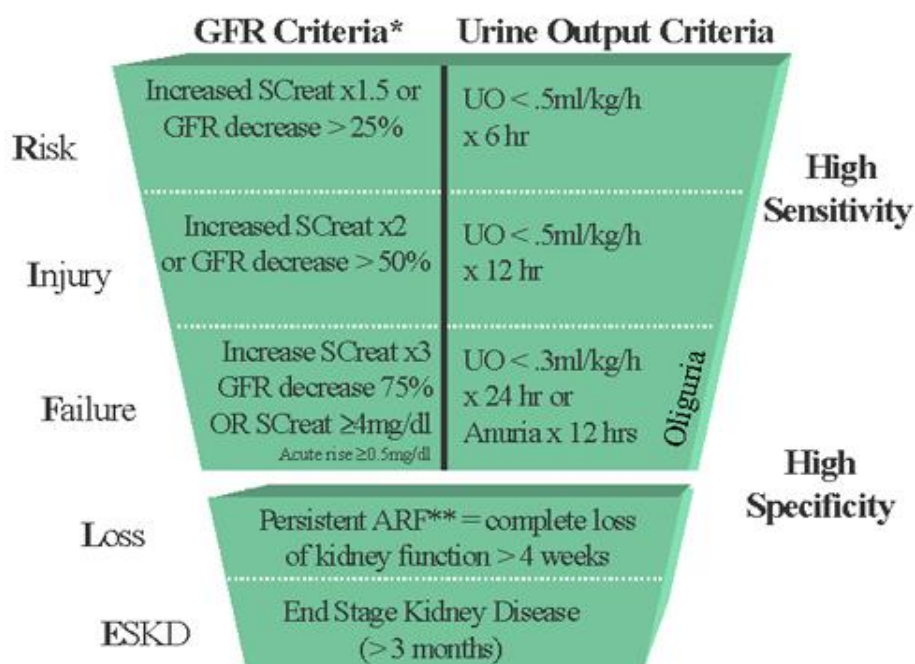 GFR Criteria*
Urine Output Criteria
Risk
Increased SCreat x1.5 or
GFR decrease > 25%
UO < .5ml/kg/h
x 6 hr
High
Sensitivity
Injury
Increased SCreat x2
or GFR decrease > 50%
UO < .5ml/kg/h
x 12 hr
Failure
Increase SCreat x3
GFR decrease 75%
OR SCreat ≥4mg/dl
Acute rise ≥0.5mg/dl
UO < .3ml/kg/h
x 24 hr or
Anuria x 12 hrs
Oliguria
High
Specificity
Loss
Persistent ARF** = complete loss
of kidney function > 4 weeks
ESKD
End Stage Kidney Disease
(> 3 months)